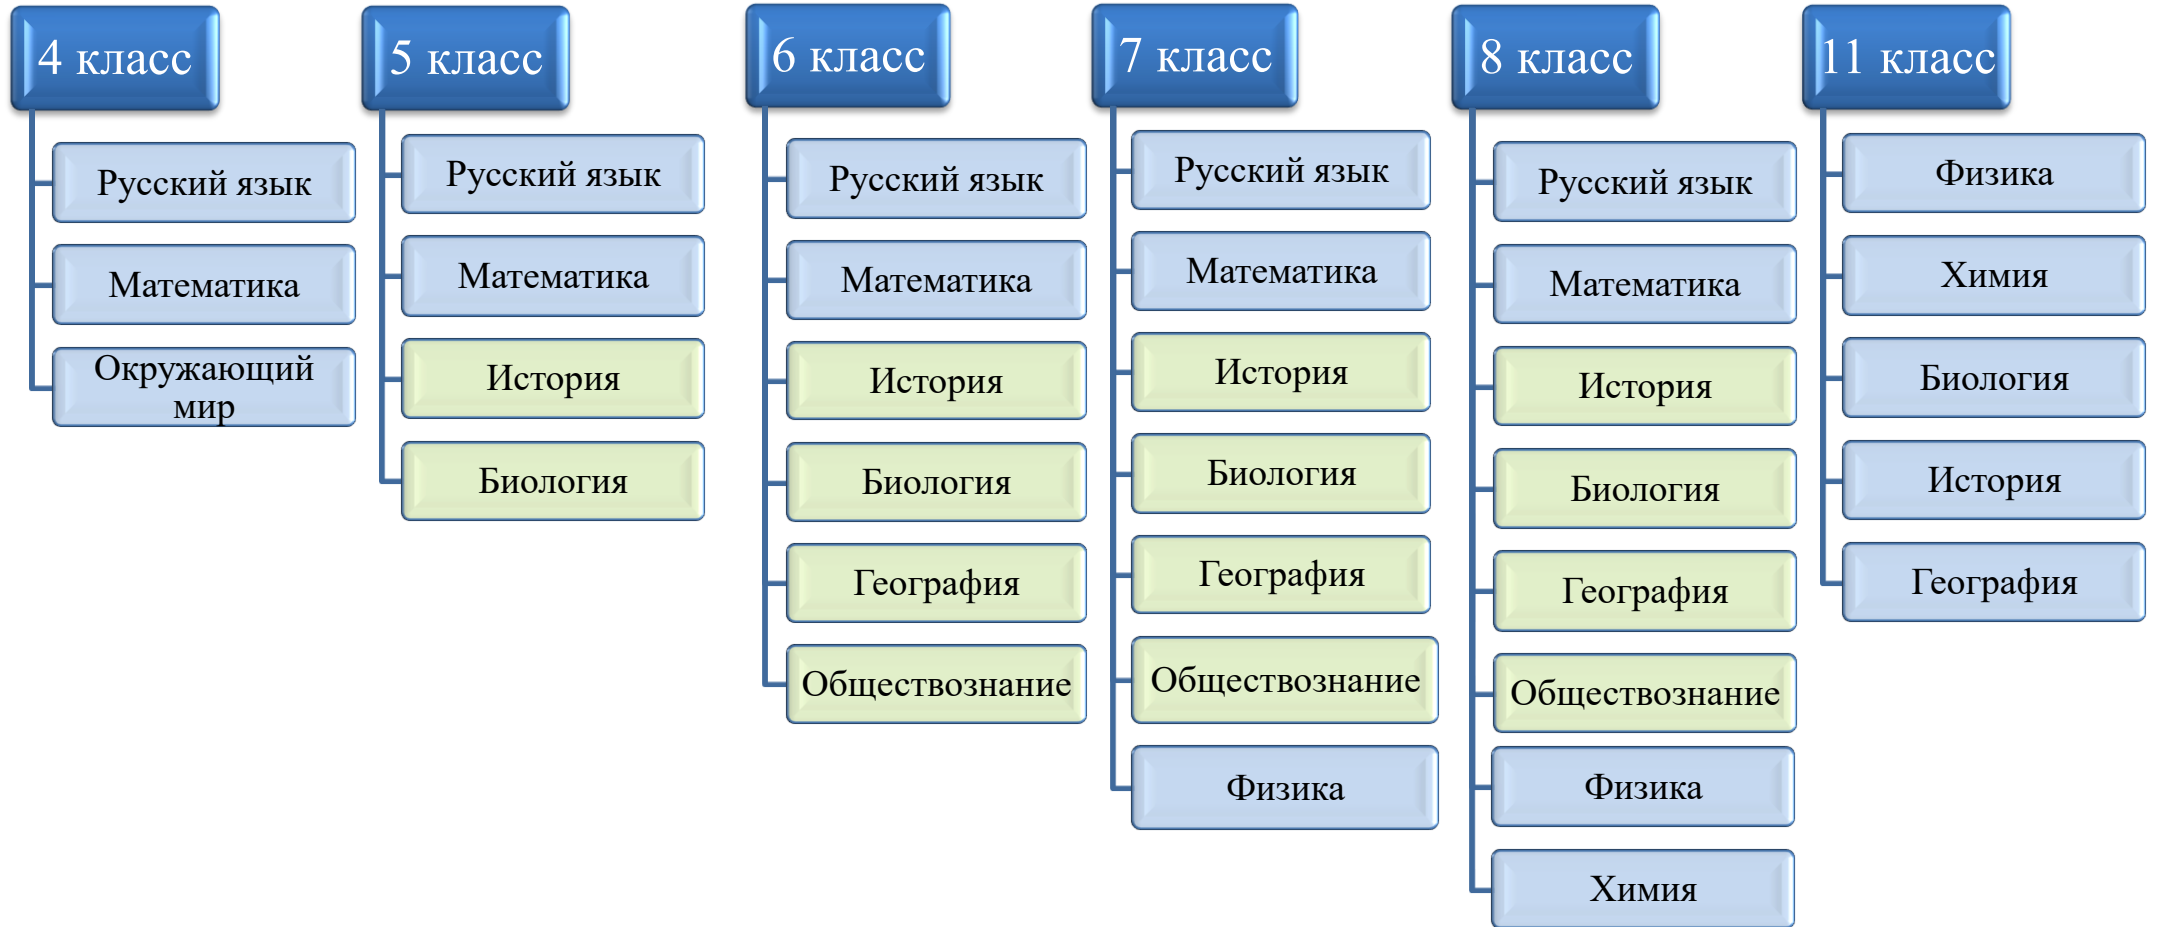 4 класс
Русский язык
Математика
Окружающий
мир
5 класс
Русский язык
Математика
История
Биология
6 класс
Русский язык
Математика
История
Биология
География
Обществознание
7 класс
Русский язык
Математика
История
Биология
География
Обществознание
Физика
8 класс
Русский язык
Математика
История
Биология
География
Обществознание
Физика
Химия
11 класс
Физика
Химия
Биология
История
География